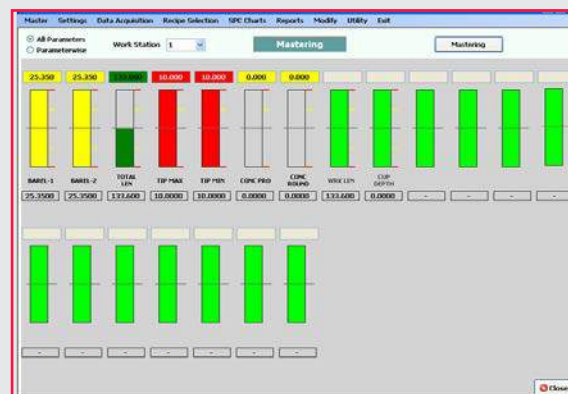 Master Settings Data Acquisition Recipe Selection SPC Charts Reports Modify Utility Exit
All Parameters
Parameterwise
Work Station 1
Mastering
Mastering
25.350 25.350 133.600 10.000 10.000 0.000 0.000
BAREL-1 BAREL-2 TOTAL LEN TIP MAX TIP MIN CONC PRO CONC ROUND WRK LEN CUP DEPTH
25.3500 25.3500 133.600 10.0000 10.0000 0.0000 0.0000 133.600 0.0000 - - - -
- - - - - - - -
Close